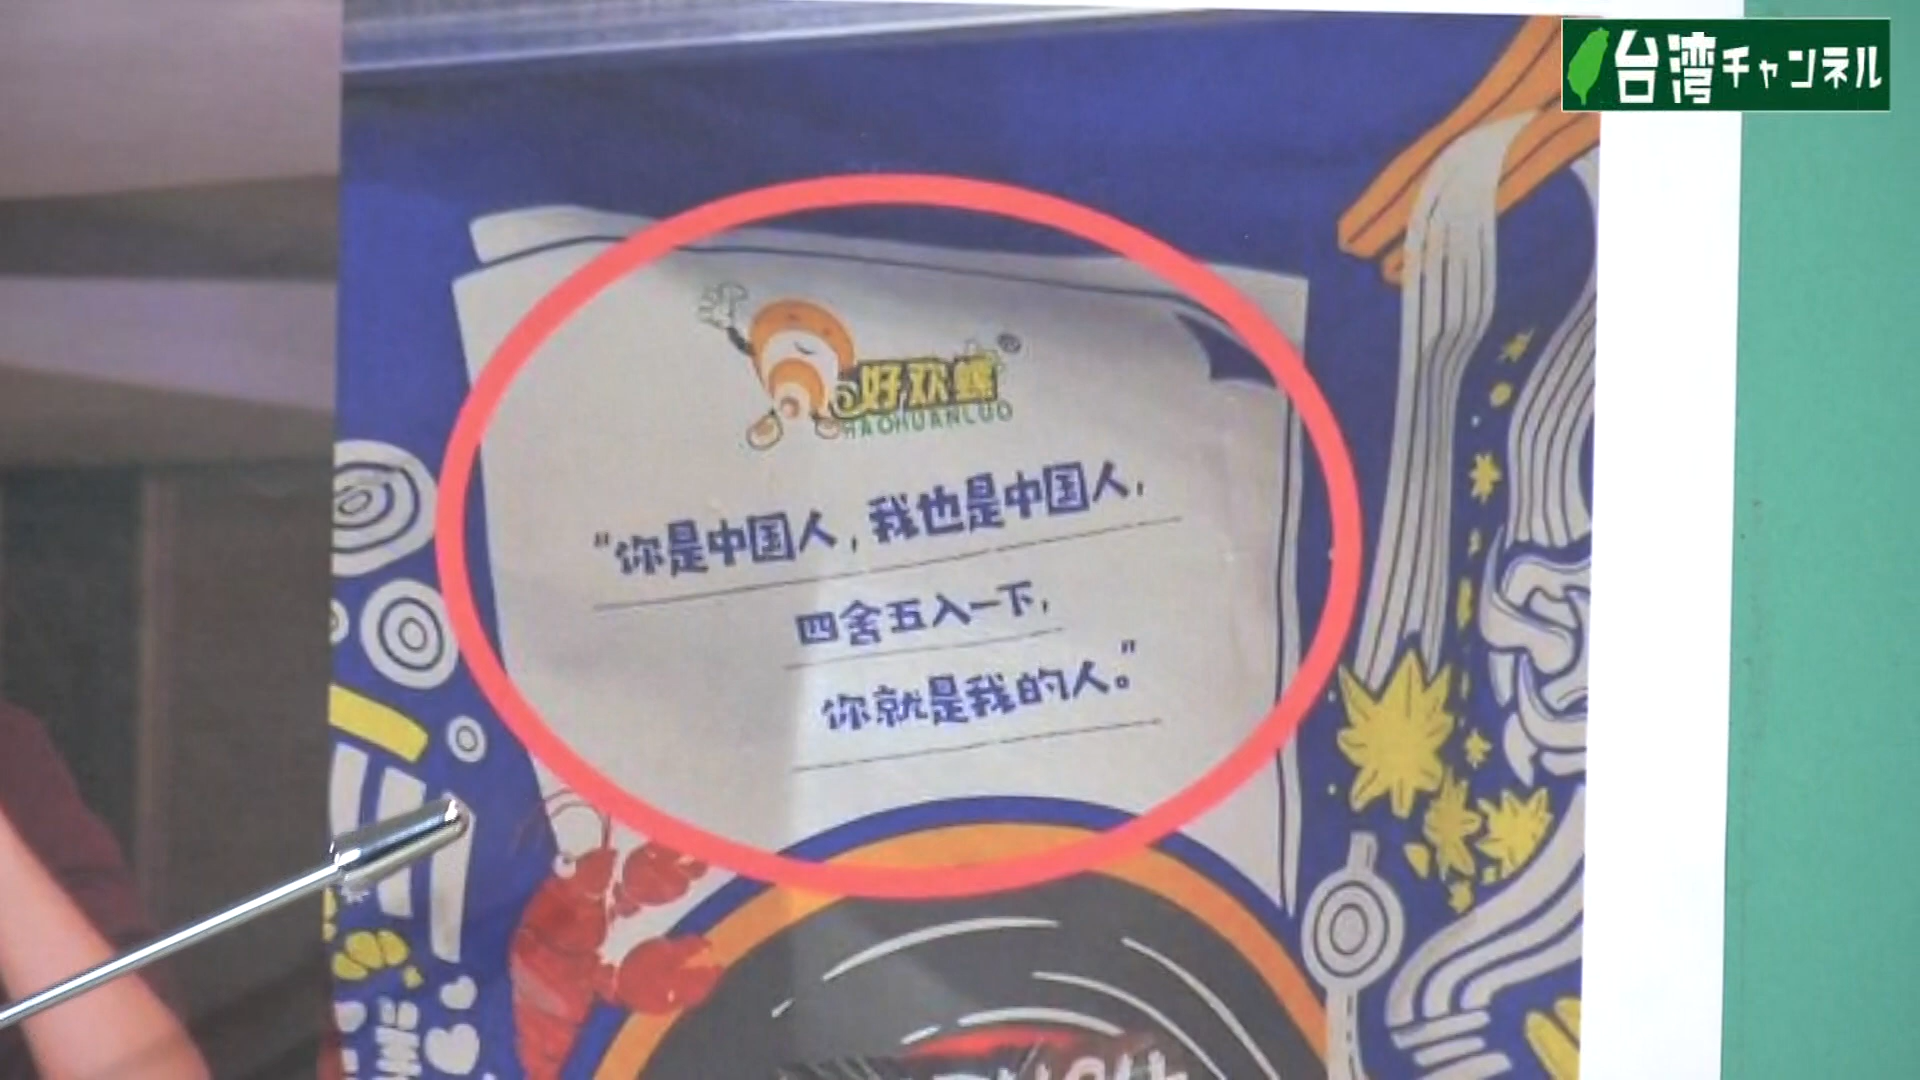 台湾チャンネル
好欢螺
HAOHUANLUO
“你是中国人，我也是中国人，
四舍五入一下，
你就是我的人。”